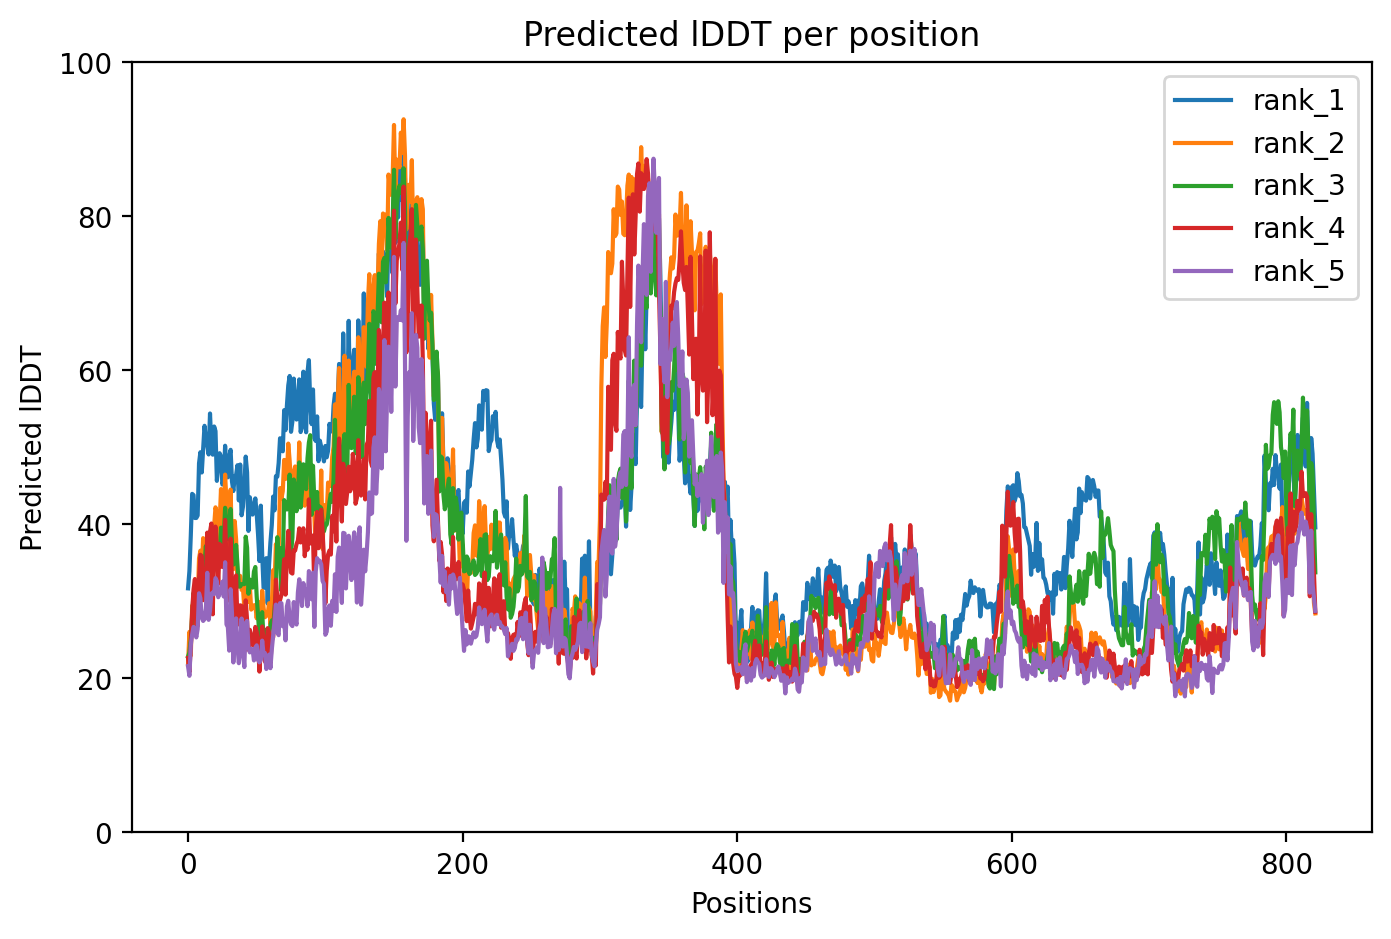 Predicted lDDT per position
100
80
60
40
20
0
Predicted lDDT
0 200 400 600 800
Positions
rank_1
rank_2
rank_3
rank_4
rank_5